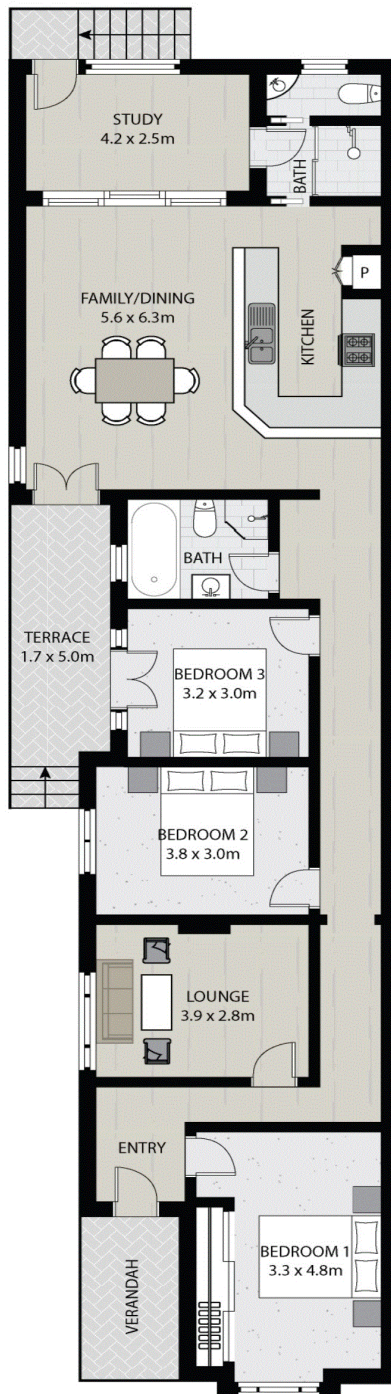 STUDY
4.2 x 2.5m
BATH
P
KITCHEN
FAMILY/DINING
5.6 x 6.3m
BATH
TERRACE
1.7 x 5.0m
BEDROOM 3
3.2 x 3.0m
BEDROOM 2
3.8 x 3.0m
LOUNGE
3.9 x 2.8m
ENTRY
VERANDAH
BEDROOM 1
3.3 x 4.8m